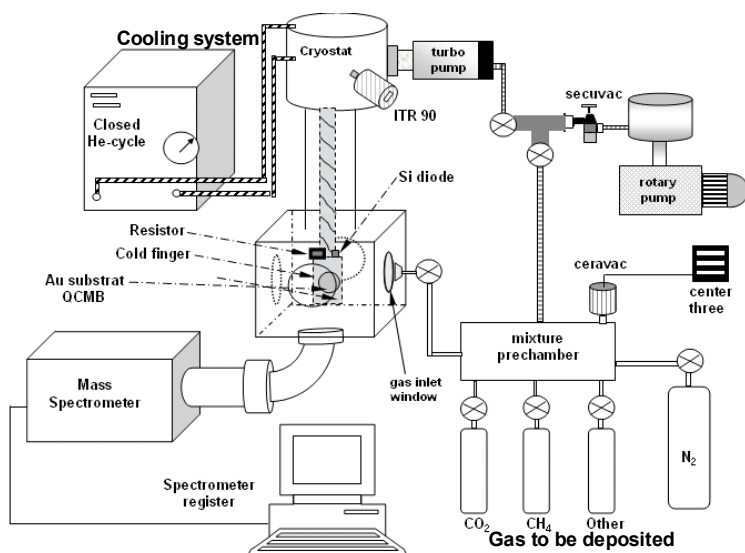 Cooling system
Cryostat
turbo
pump
secuvac
Closed
He-cycle
ITR 90
rotary
pump
Si diode
Resistor
Cold finger
Au substrat
QCMB
ceravac
center
three
mixture
prechamber
Mass
Spectrometer
gas inlet
window
N2
Spectrometer
register
CO2
CH4
Other
Gas to be deposited